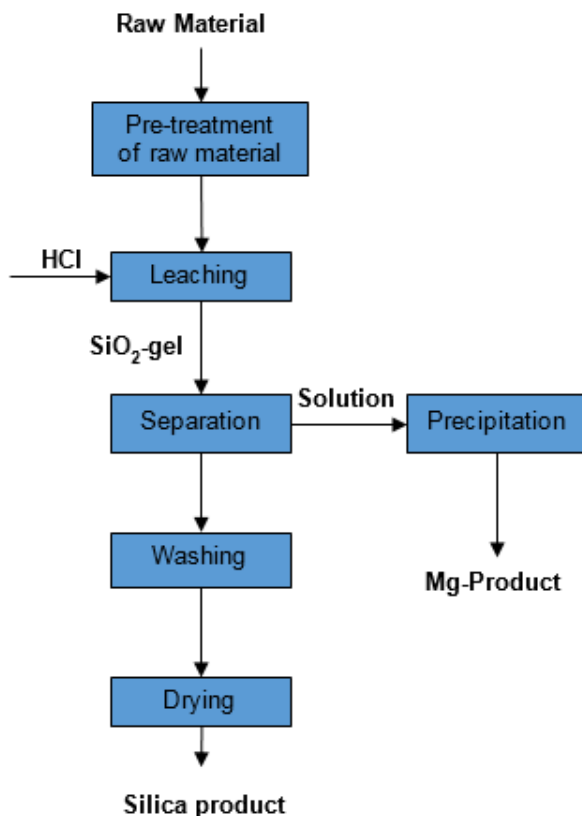 Raw Material
Pre-treatment
of raw material
HCl
Leaching
SiO₂-gel
Separation
Solution
Precipitation
Washing
Mg-Product
Drying
Silica product